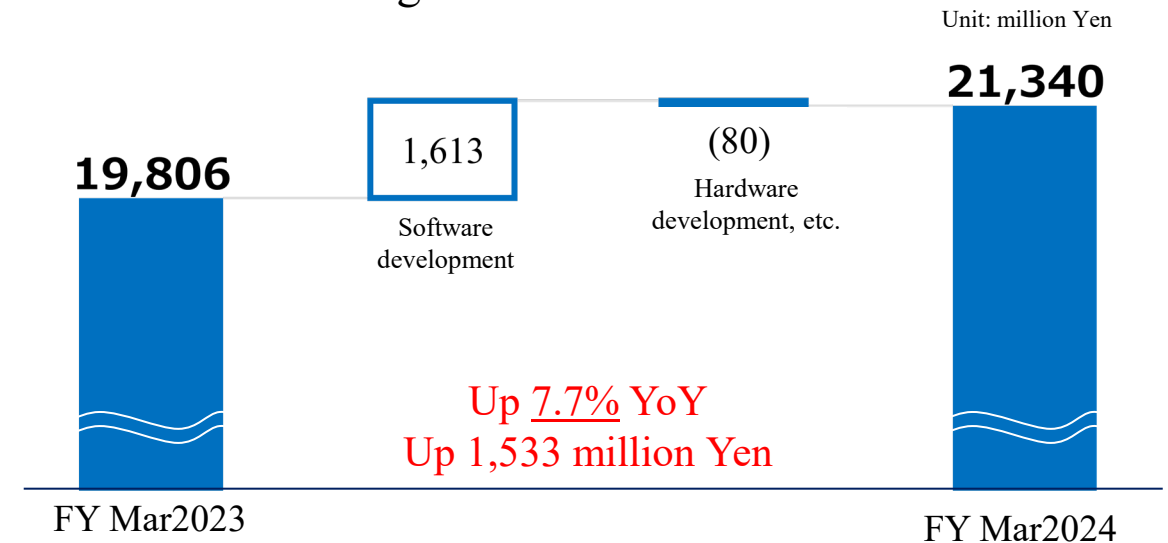 Unit: million Yen
21,340
1,613
(80)
19,806
Hardware
development, etc.
Software
development
Up 7.7% YoY
Up 1,533 million Yen
FY Mar2023
FY Mar2024